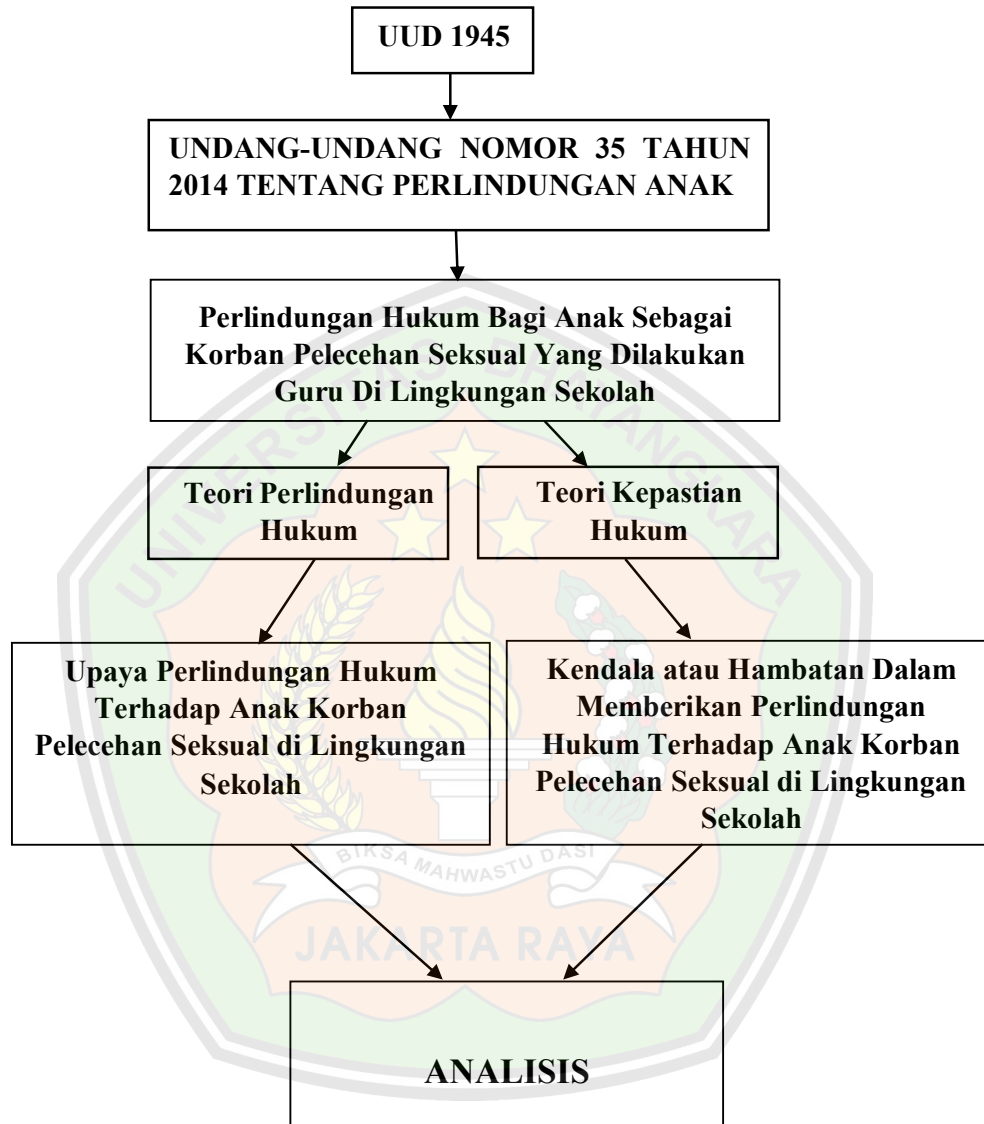 UUD 1945
UNDANG-UNDANG NOMOR 35 TAHUN
2014 TENTANG PERLINDUNGAN ANAK
Perlindungan Hukum Bagi Anak Sebagai
Korban Pelecehan Seksual Yang Dilakukan
Guru Di Lingkungan Sekolah
Teori Perlindungan
Hukum
Teori Kepastian
Hukum
Upaya Perlindungan Hukum
Terhadap Anak Korban
Pelecehan Seksual di Lingkungan
Sekolah
Kendala atau Hambatan Dalam
Memberikan Perlindungan
Hukum Terhadap Anak Korban
Pelecehan Seksual di Lingkungan
Sekolah
ANALISIS
UNIVERSITAS BHAYANGKARA
BIKSA MAHWASTU DASI
JAKARTA RAYA